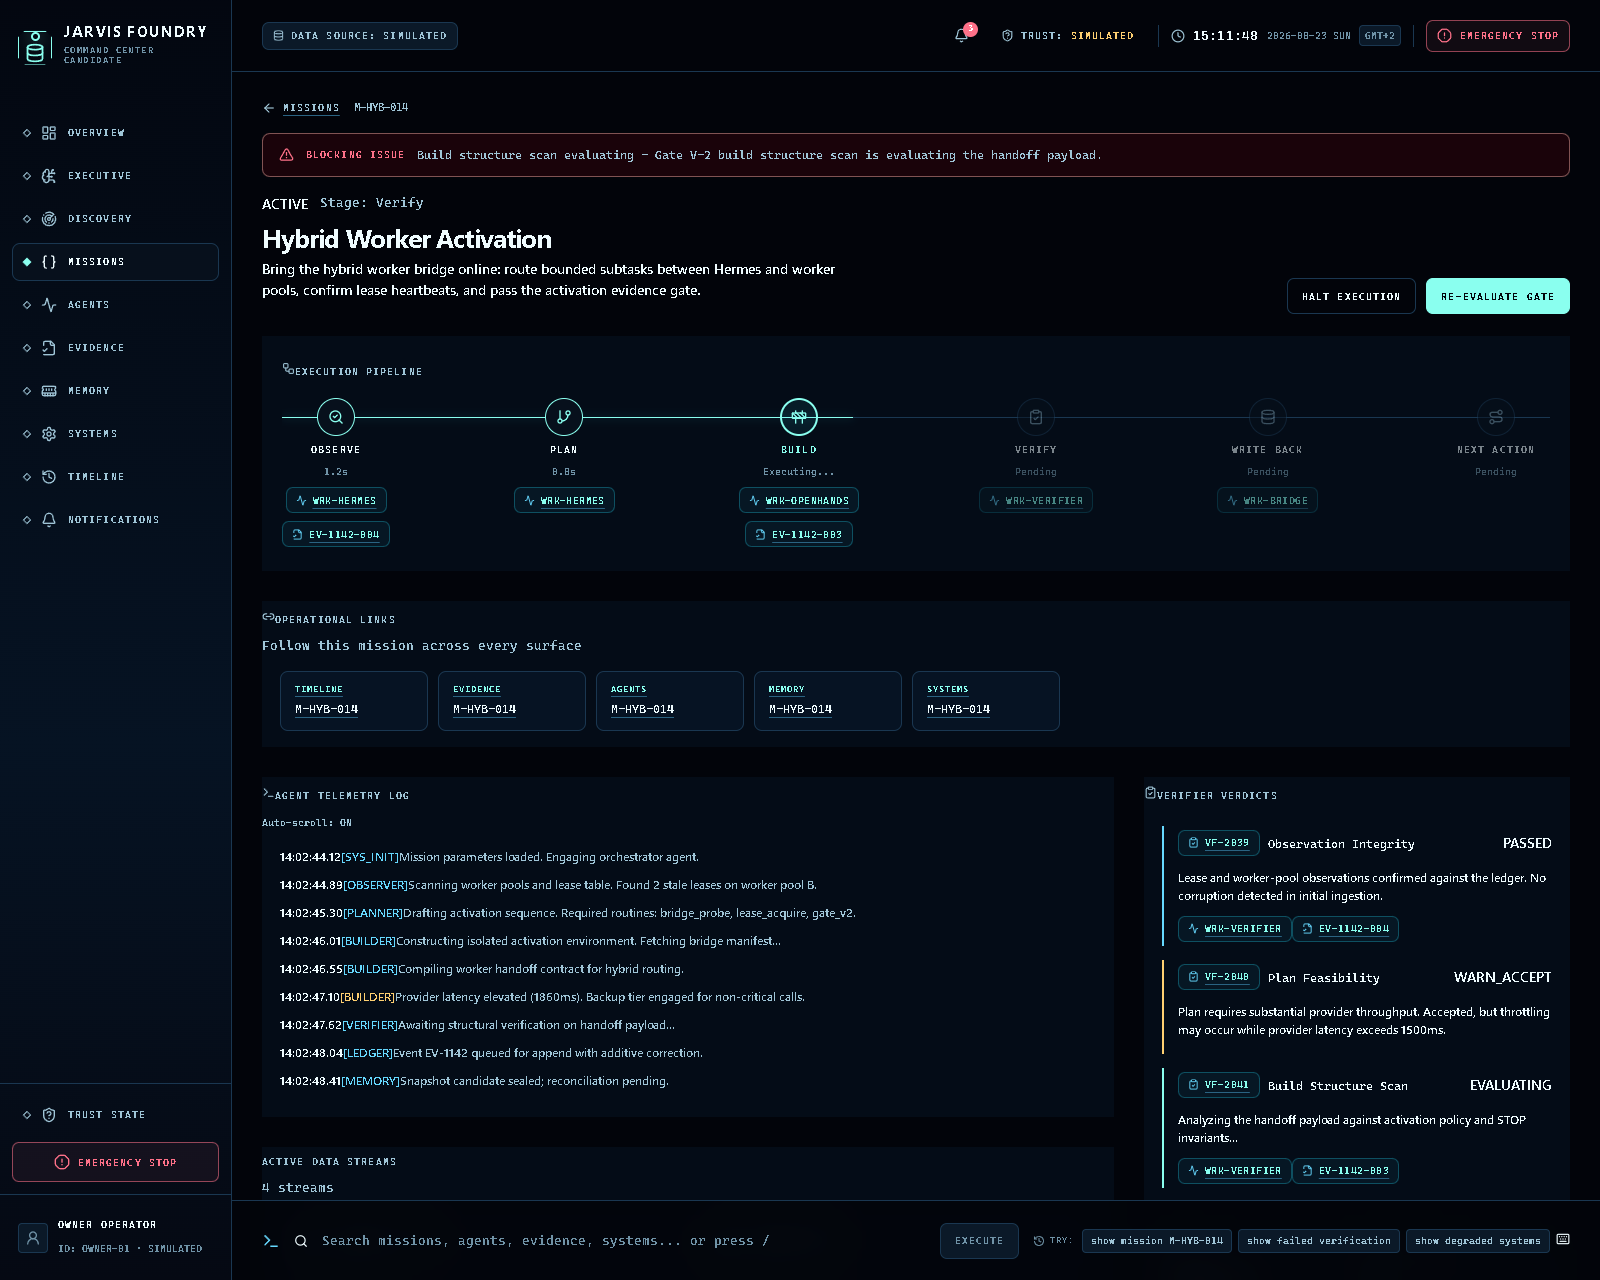 JARVIS FOUNDRY
COMMAND CENTER
CANDIDATE
OVERVIEW
EXECUTIVE
DISCOVERY
MISSIONS
AGENTS
EVIDENCE
MEMORY
SYSTEMS
TIMELINE
NOTIFICATIONS
TRUST STATE
EMERGENCY STOP
OWNER OPERATOR
ID: OWNER-01 • SIMULATED
DATA SOURCE: SIMULATED
3
TRUST: SIMULATED
15:11:48 2026-08-23 SUN GMT+2
EMERGENCY STOP
MISSIONS M-HYB-014
BLOCKING ISSUE Build structure scan evaluating — Gate V-2 build structure scan is evaluating the handoff payload.
ACTIVE Stage: Verify
Hybrid Worker Activation
Bring the hybrid worker bridge online: route bounded subtasks between Hermes and worker
pools, confirm lease heartbeats, and pass the activation evidence gate.
HALT EXECUTION
RE-EVALUATE GATE
EXECUTION PIPELINE
OBSERVE PLAN BUILD VERIFY WRITE BACK NEXT ACTION
1.2s 0.8s Executing... Pending Pending Pending
WRK-HERMES WRK-HERMES WRK-OPENHANDS WRK-VERIFIER WRK-BRIDGE
EV-1142-004 EV-1142-003
OPERATIONAL LINKS
Follow this mission across every surface
TIMELINE EVIDENCE AGENTS MEMORY SYSTEMS
M-HYB-014 M-HYB-014 M-HYB-014 M-HYB-014 M-HYB-014
AGENT TELEMETRY LOG
Auto-scroll: ON
14:02:44.12[SYS_INIT]Mission parameters loaded. Engaging orchestrator agent.
14:02:44.89[OBSERVER]Scanning worker pools and lease table. Found 2 stale leases on worker pool B.
14:02:45.30[PLANNER]Drafting activation sequence. Required routines: bridge_probe, lease_acquire, gate_v2.
14:02:46.01[BUILDER]Constructing isolated activation environment. Fetching bridge manifest...
14:02:46.55[BUILDER]Compiling worker handoff contract for hybrid routing.
14:02:47.10[BUILDER]Provider latency elevated (1860ms). Backup tier engaged for non-critical calls.
14:02:47.62[VERIFIER]Awaiting structural verification on handoff payload...
14:02:48.04[LEDGER]Event EV-1142 queued for append with additive correction.
14:02:48.41[MEMORY]Snapshot candidate sealed; reconciliation pending.
ACTIVE DATA STREAMS
4 streams
VERIFIER VERDICTS
VF-2039 Observation Integrity PASSED
Lease and worker-pool observations confirmed against the ledger. No
corruption detected in initial ingestion.
WRK-VERIFIER EV-1142-004
VF-2040 Plan Feasibility WARN_ACCEPT
Plan requires substantial provider throughput. Accepted, but throttling
may occur while provider latency exceeds 1500ms.
VF-2041 Build Structure Scan EVALUATING
Analyzing the handoff payload against activation policy and STOP
invariants...
WRK-VERIFIER EV-1142-003
Search missions, agents, evidence, systems... or press /
EXECUTE
TRY: show mission M-HYB-014 show failed verification show degraded systems